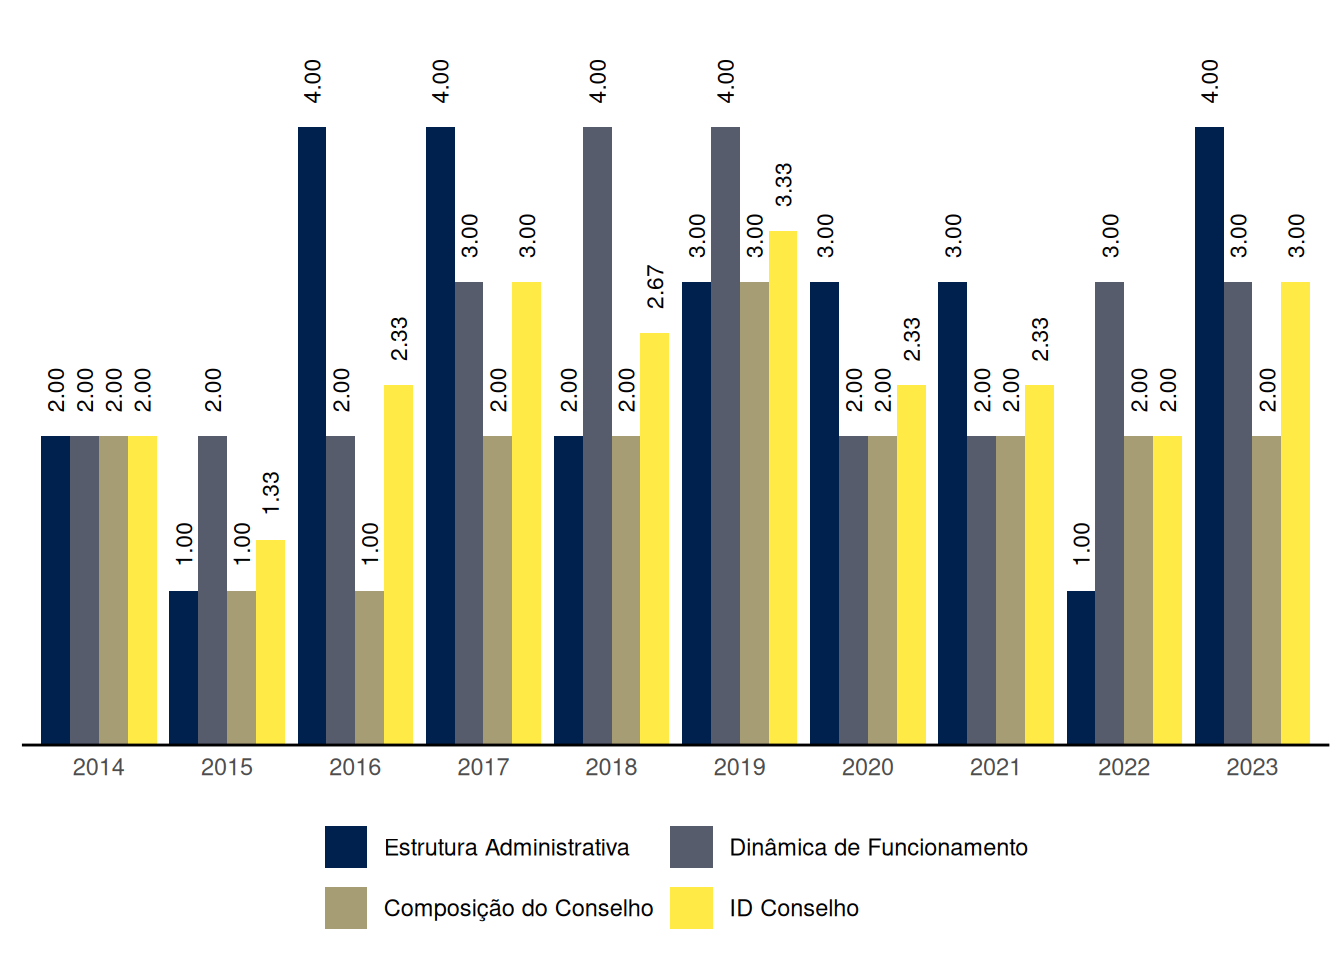 4.00 4.00 4.00 4.00 4.00
3.33
3.00 3.00 3.00 3.00 3.00 3.00 3.00 3.00 3.00
2.67
2.33 2.33 2.33
2.00 2.00 2.00 2.00 2.00 2.00 2.00 2.00 2.00 2.00 2.00 2.00 2.00 2.00 2.00 2.00
1.33
1.00 1.00 1.00 1.00
2014 2015 2016 2017 2018 2019 2020 2021 2022 2023
Estrutura Administrativa Dinâmica de Funcionamento
Composição do Conselho ID Conselho